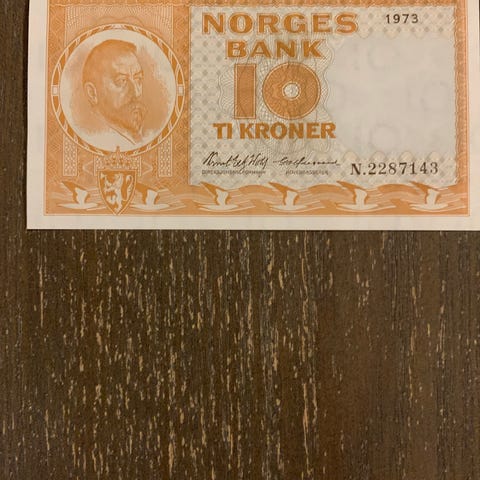 NORGES
1973
BANK
10
TI KRONER
N.2287143